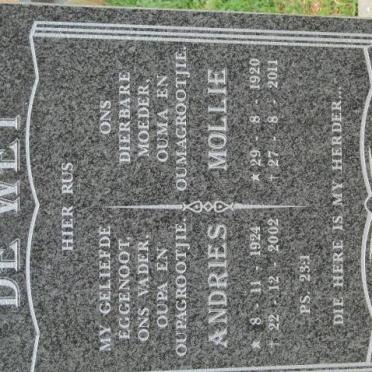 DE WET
HIER RUS
MY GELIEFDE
EGGENOOT,
ONS VADER,
OUPA EN
OUPAGROOTJIE.
ANDRIES
★ 8 - 11 - 1924
† 22 - 12 - 2002
ONS
DIERBARE
MOEDER,
OUMA EN
OUMAGROOTJIE.
MOLLIE
★ 29 - 8 - 1920
† 27 - 8 - 2011
PS. 23:1
DIE HERE IS MY HERDER...